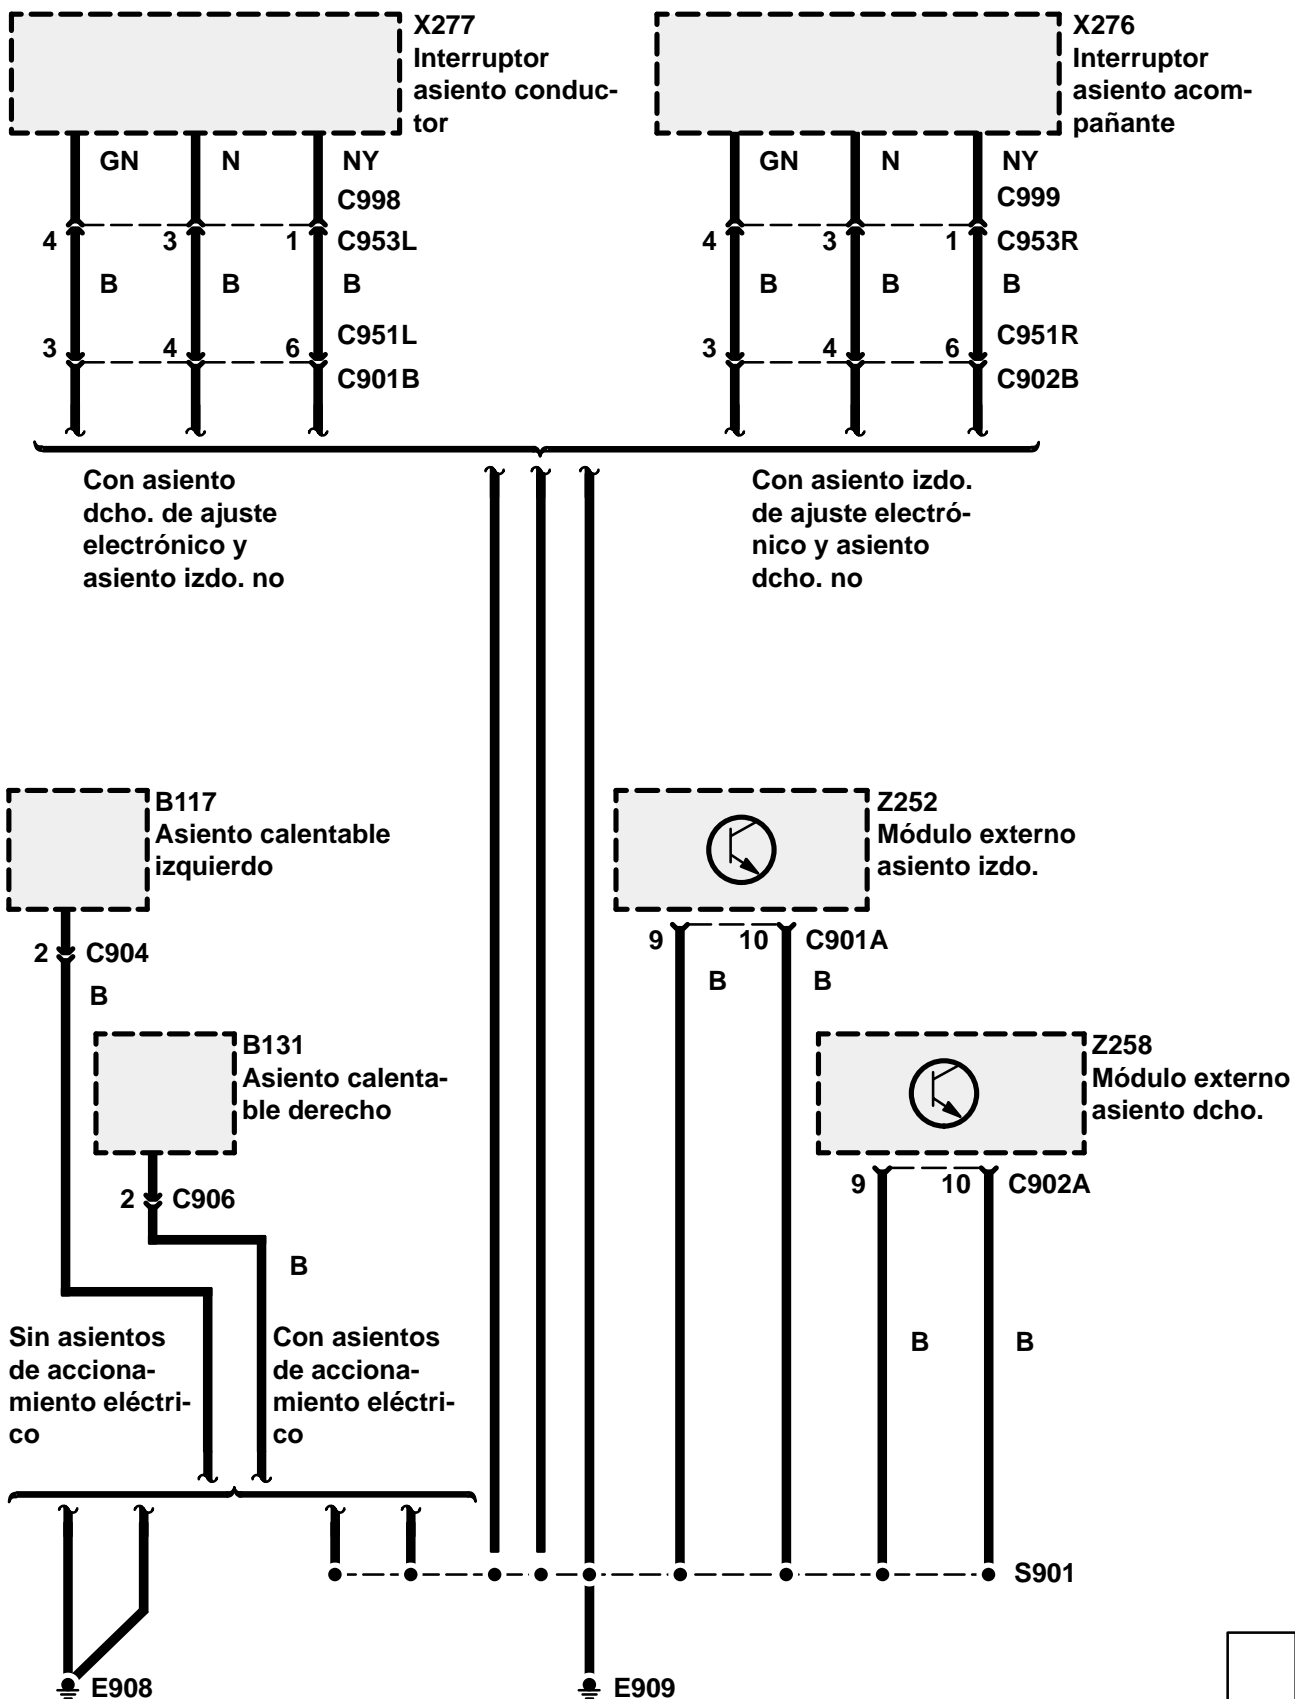 X277
Interruptor
asiento conduc-
tor
X276
Interruptor
asiento acom-
pañante
GN N NY
C998
4 3 1 C953L
B B B
C951L
3 4 6
C901B
GN N NY
C999
4 3 1 C953R
B B B
C951R
3 4 6
C902B
Con asiento
dcho. de ajuste
electrónico y
asiento izdo. no
Con asiento izdo.
de ajuste electró-
nico y asiento
dcho. no
B117
Asiento calentable
izquierdo
2 C904
B
Z252
Módulo externo
asiento izdo.
9 10 C901A
B B
B131
Asiento calenta-
ble derecho
2 C906
B
Z258
Módulo externo
asiento dcho.
9 10 C902A
B B
Sin asientos
de acciona-
miento eléctri-
co
Con asientos
de acciona-
miento eléctri-
co
S901
E908
E909